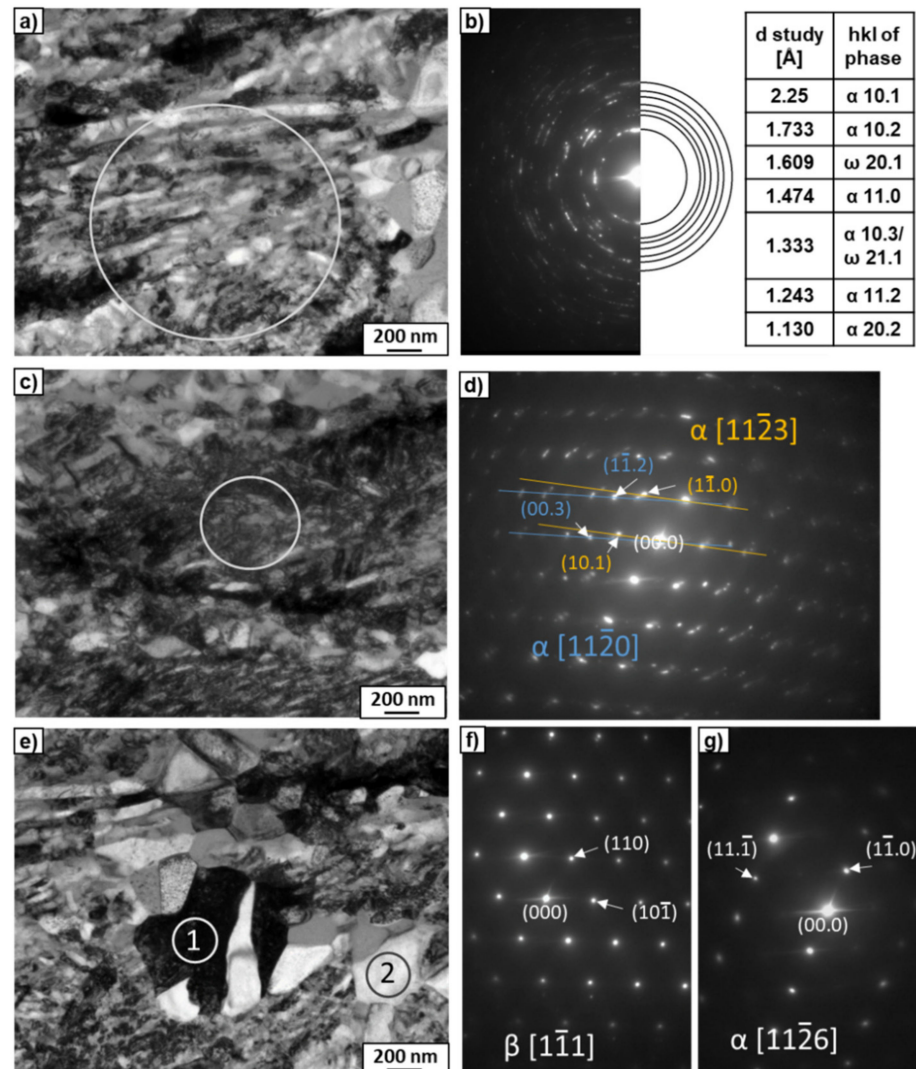 a)
200 nm
b)
d study [Å] hkl of phase
2.25 α 10.1
1.733 α 10.2
1.609 ω 20.1
1.474 α 11.0
1.333 α 10.3/ ω 21.1
1.243 α 11.2
1.130 α 20.2
c)
200 nm
d)
α [112̄3]
(11̄.2)
(11̄.0)
(00.3)
(00.0)
(10.1)
α [112̄0]
e)
1
2
200 nm
f)
(110)
(000)
(101̄)
β [11̄1]
g)
(11.1̄)
(11̄.0)
(00.0)
α [112̄6]